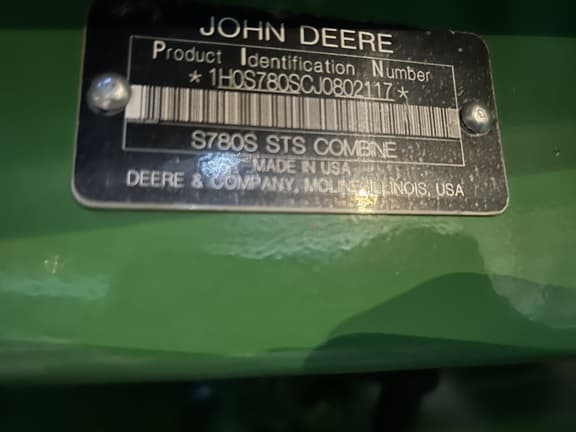 JOHN DEERE
Product Identification Number
*1H0S780SCJ0802117*
S780S STS COMBINE
MADE IN USA
DEERE & COMPANY, MOLINE, ILLINOIS, USA